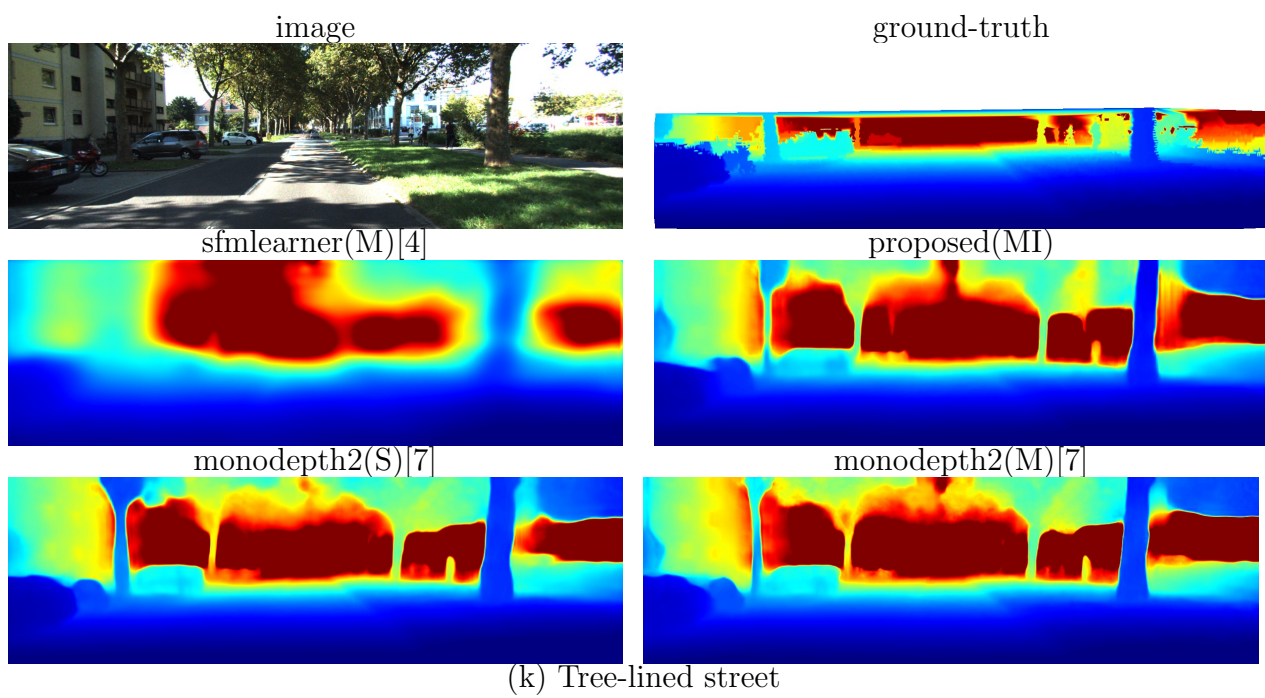 image
ground-truth
sfmlearner(M)[4]
proposed(MI)
monodepth2(S)[7]
monodepth2(M)[7]
(k) Tree-lined street